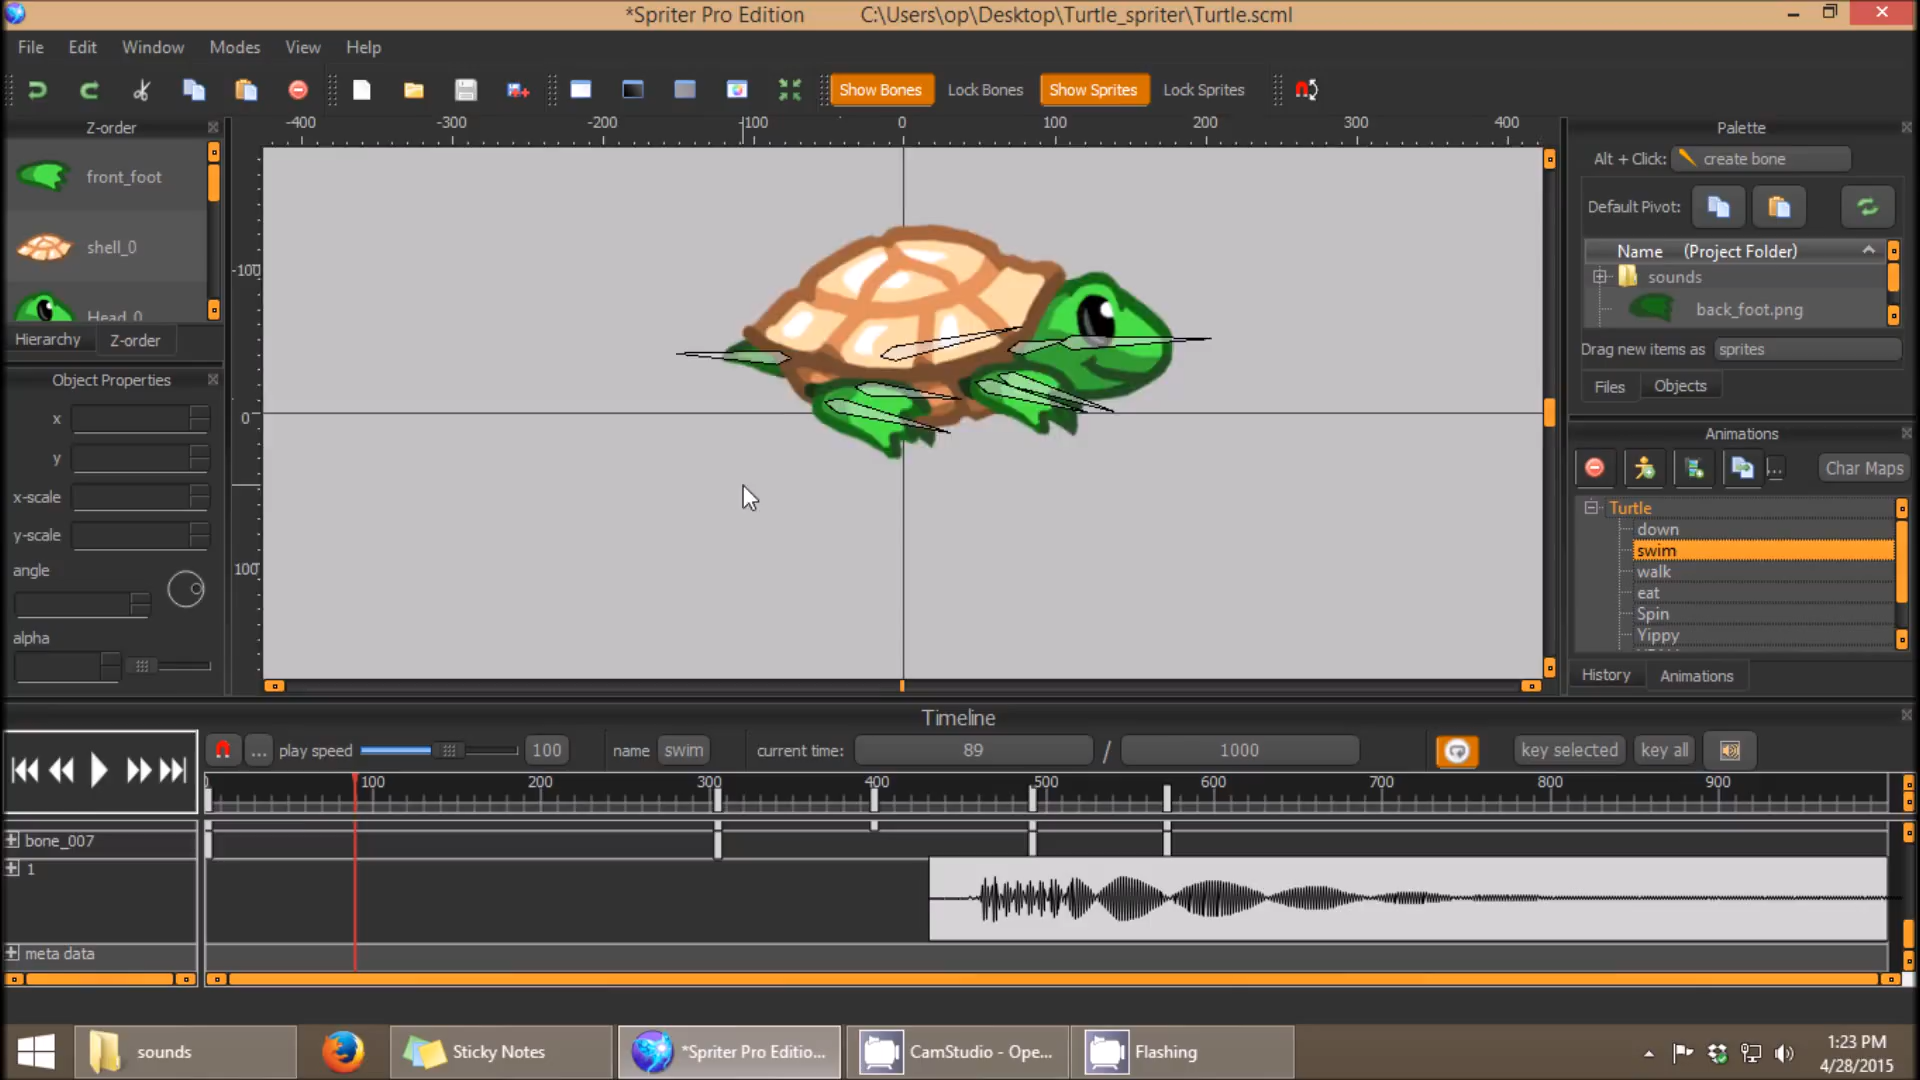 *Spriter Pro Edition C:\Users\op\Desktop\Turtle_spriter\Turtle.scml
File Edit Window Modes View Help
Show Bones Lock Bones Show Sprites Lock Sprites
Z-order
front_foot
shell_0
Head_0
Hierarchy Z-order
Object Properties
x
y
x-scale
y-scale
angle
alpha
-400 -300 -200 -100 0 100 200 300 400
-100
0
100
Palette
Alt + Click: create bone
Default Pivot:
Name (Project Folder)
sounds
back_foot.png
Drag new items as sprites
Files Objects
Animations
... Char Maps
Turtle
down
swim
walk
eat
Spin
Yippy
History Animations
Timeline
... play speed 100 name swim current time: 89 / 1000 key selected key all
100 200 300 400 500 600 700 800 900
bone_007
1
meta data
sounds Sticky Notes *Spriter Pro Editio... CamStudio - Ope... Flashing
1:23 PM
4/28/2015